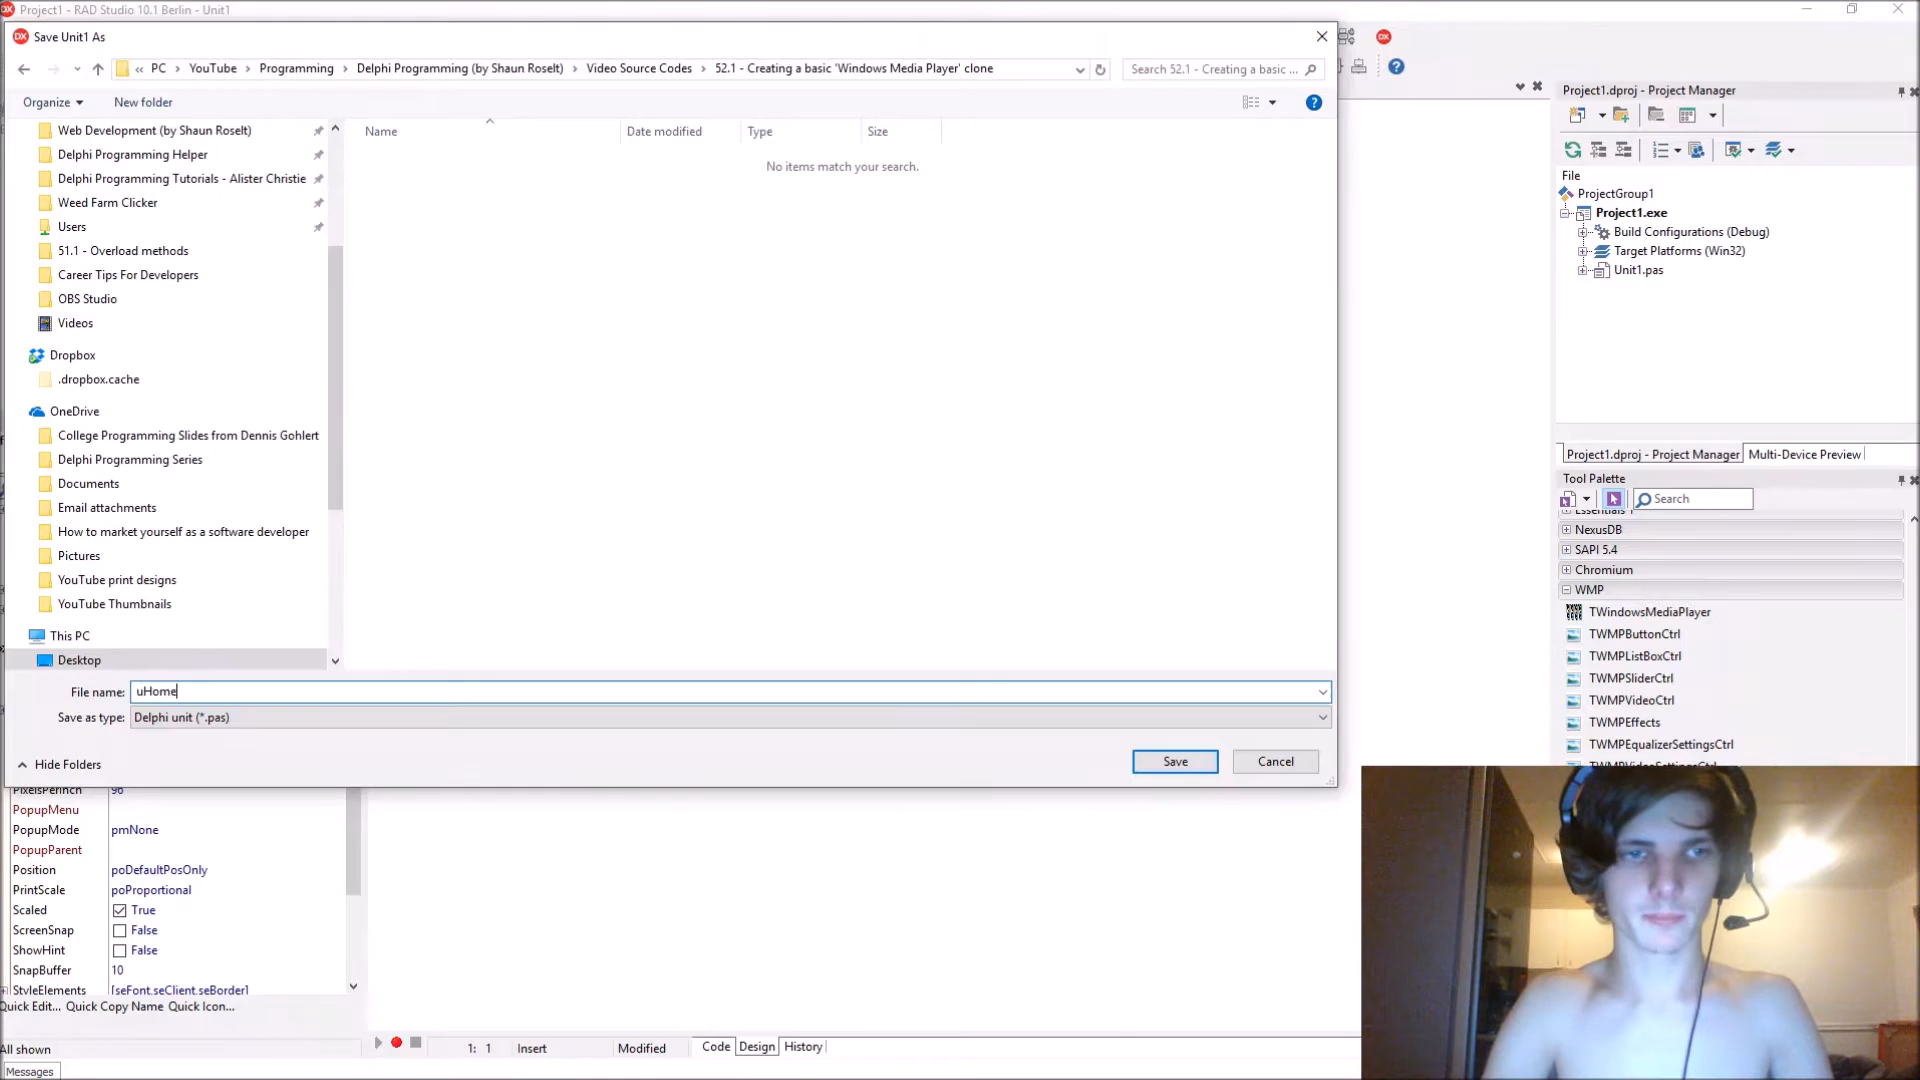 Project1 - RAD Studio 10.1 Berlin - Unit1
Save Unit1 As
« PC > YouTube > Programming > Delphi Programming (by Shaun Roselt) > Video Source Codes > 52.1 - Creating a basic 'Windows Media Player' clone
Search 52.1 - Creating a basic ...
Organize
New folder
Name
Date modified
Type
Size
No items match your search.
Web Development (by Shaun Roselt)
Delphi Programming Helper
Delphi Programming Tutorials - Alister Christie
Weed Farm Clicker
Users
51.1 - Overload methods
Career Tips For Developers
OBS Studio
Videos
Dropbox
.dropbox.cache
OneDrive
College Programming Slides from Dennis Gohlert
Delphi Programming Series
Documents
Email attachments
How to market yourself as a software developer
Pictures
YouTube print designs
YouTube Thumbnails
This PC
Desktop
File name: uHome
Save as type: Delphi unit (*.pas)
Hide Folders
Save
Cancel
PixelsPerInch 96
PopupMenu
PopupMode pmNone
PopupParent
Position poDefaultPosOnly
PrintScale poProportional
Scaled True
ScreenSnap False
ShowHint False
SnapBuffer 10
StyleElements [seFont,seClient,seBorder]
Quick Edit... Quick Copy Name Quick Icon...
All shown
1: 1
Insert
Modified
Code Design History
Messages
Project1.dproj - Project Manager
File
ProjectGroup1
Project1.exe
Build Configurations (Debug)
Target Platforms (Win32)
Unit1.pas
Project1.dproj - Project Manager
Multi-Device Preview
Tool Palette
Search
NexusDB
SAPI 5.4
Chromium
WMP
TWindowsMediaPlayer
TWMPButtonCtrl
TWMPListBoxCtrl
TWMPSliderCtrl
TWMPVideoCtrl
TWMPEffects
TWMPEqualizerSettingsCtrl